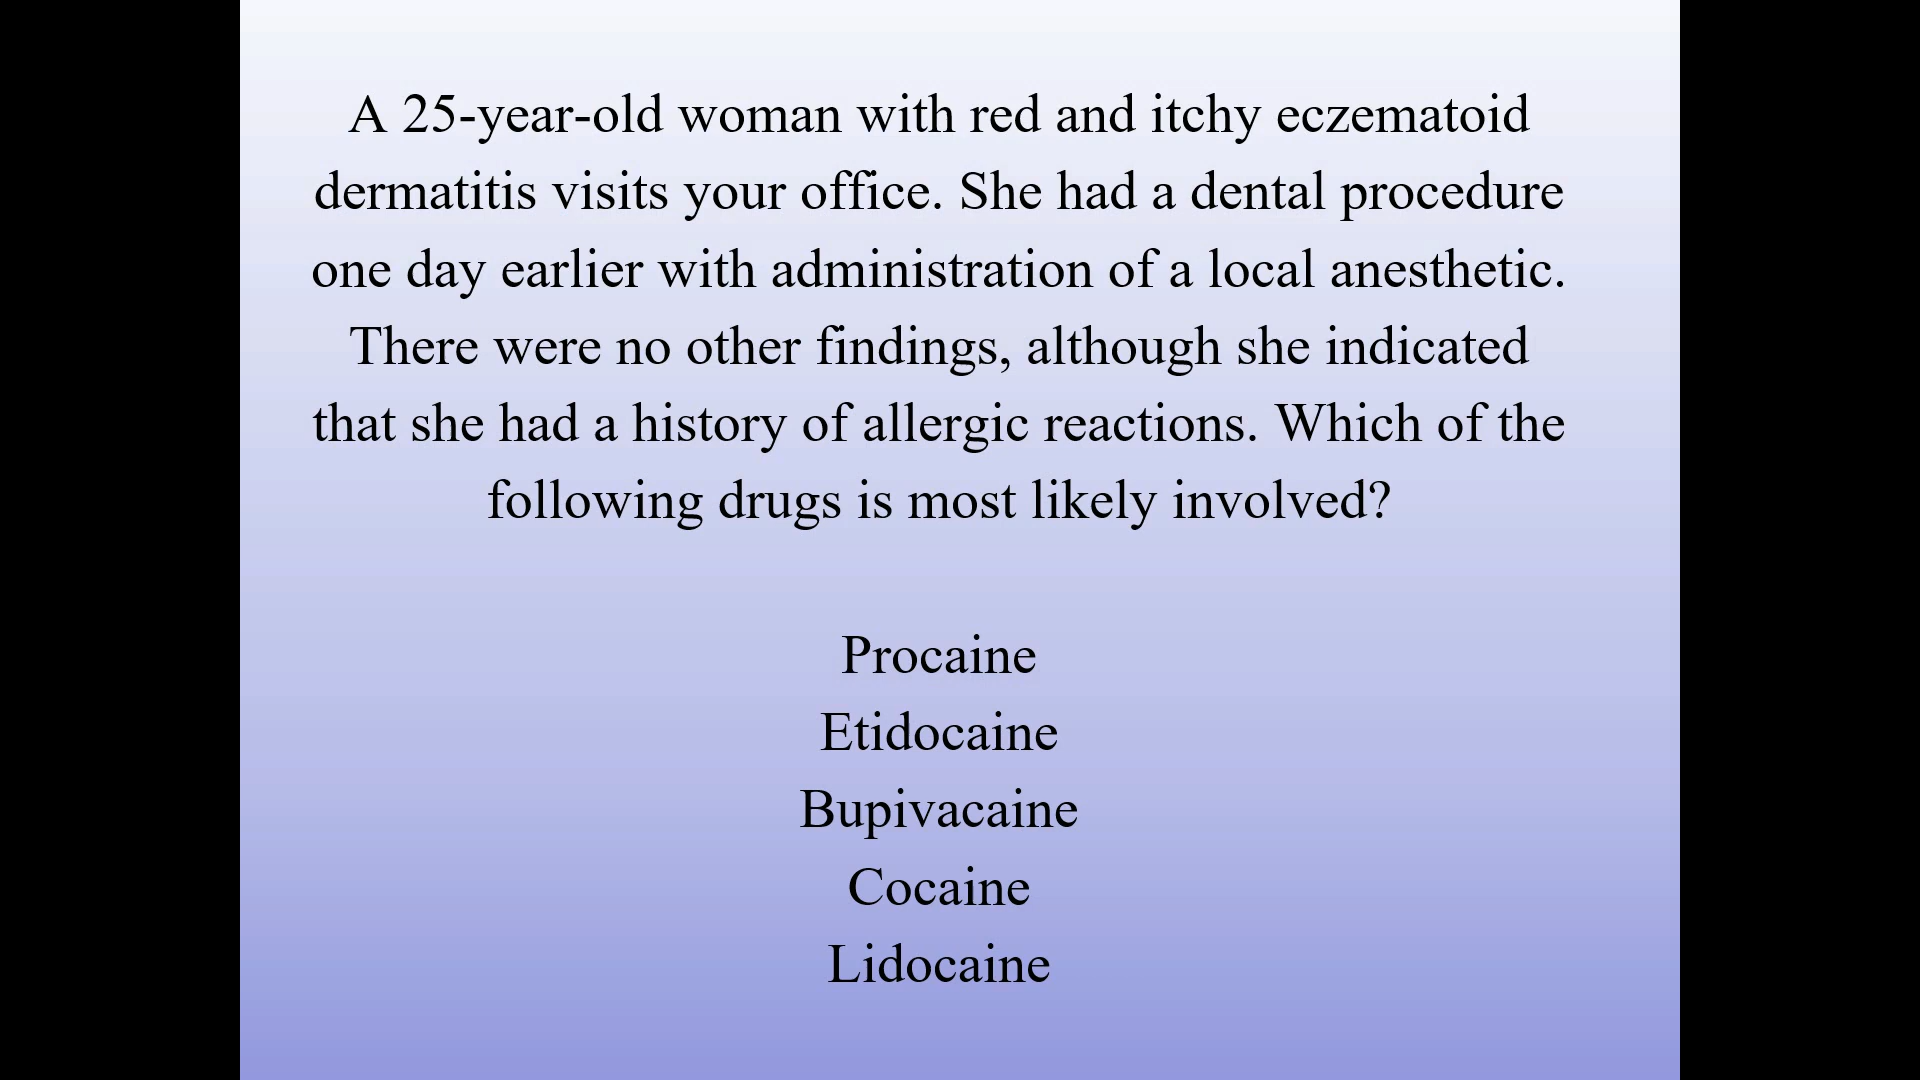 A 25-year-old woman with red and itchy eczematoid
dermatitis visits your office. She had a dental procedure
one day earlier with administration of a local anesthetic.
There were no other findings, although she indicated
that she had a history of allergic reactions. Which of the
following drugs is most likely involved?
Procaine
Etidocaine
Bupivacaine
Cocaine
Lidocaine